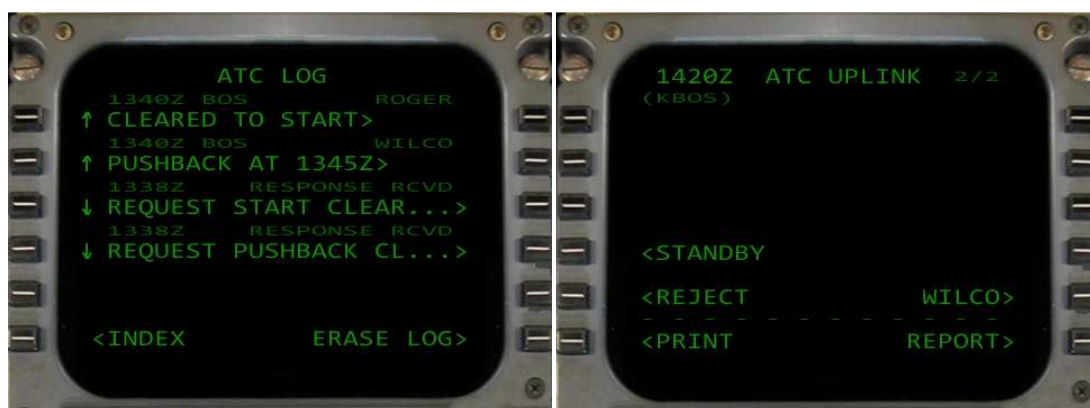 ATC LOG
1340Z BOS ROGER
↑ CLEARED TO START>
1340Z BOS WILCO
↑ PUSHBACK AT 1345Z>
1338Z RESPONSE RCVD
↓ REQUEST START CLEAR...>
1338Z RESPONSE RCVD
↓ REQUEST PUSHBACK CL...>
<INDEX ERASE LOG>
1420Z ATC UPLINK 2/2
(KBOS)
<STANDBY
<REJECT WILCO>
- - - - - - - - - - - - -
<PRINT REPORT>